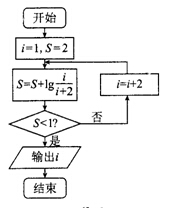 开始
i=1, S=2
S=S+lg i/(i+2)
i=i+2
S<1?
否
是
输出i
结束